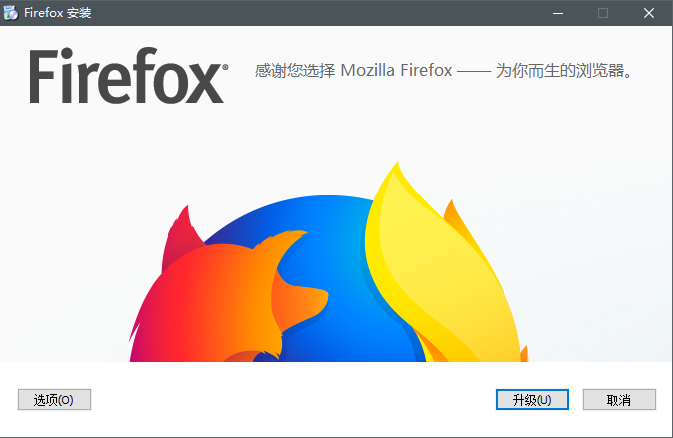 Firefox 安装
Firefox®
感谢您选择 Mozilla Firefox —— 为你而生的浏览器。
选项(O)
升级(U)
取消